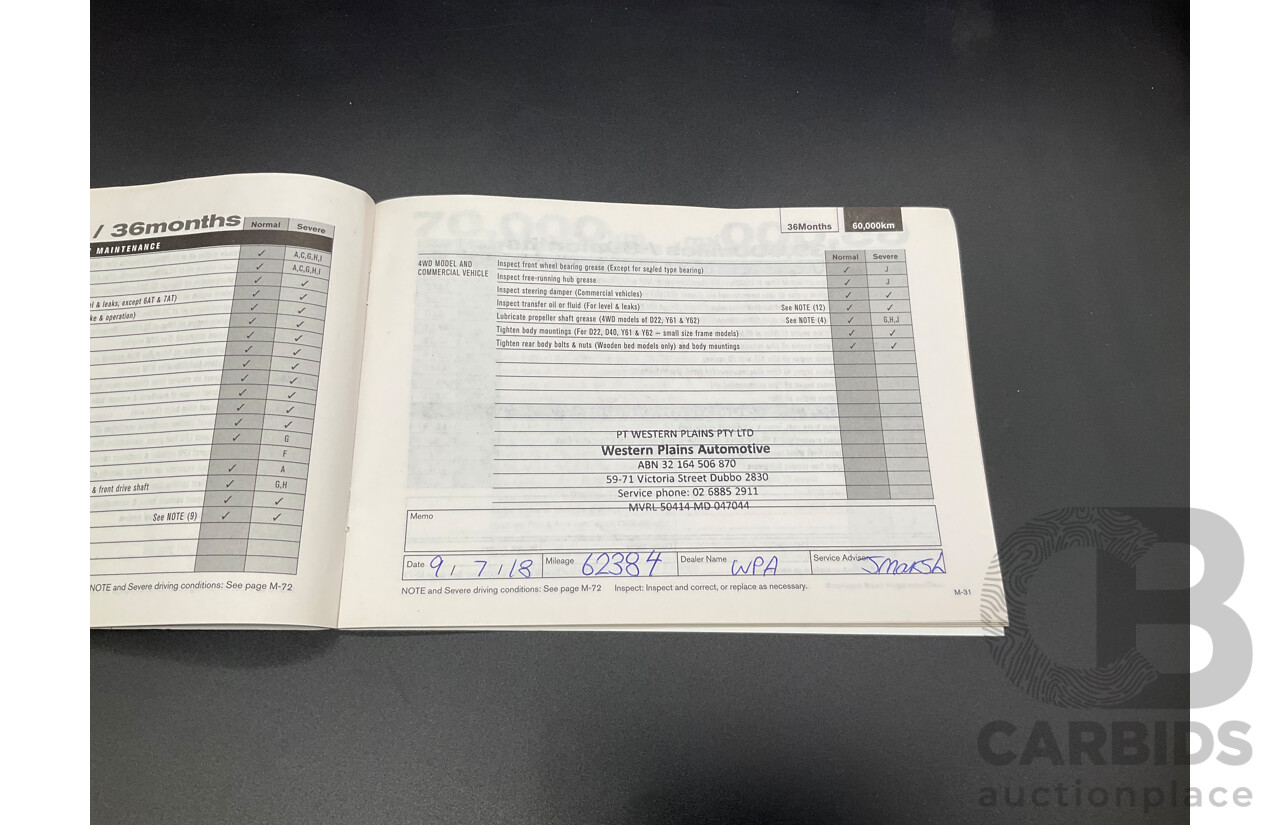 / 36months
Normal Severe
MAINTENANCE
✓ A,C,G,H,I
✓ A,C,G,H,I
✓ ✓
l & leaks, except 6AT & 7AT) ✓ ✓
ke & operation) ✓ ✓
✓ ✓
✓ ✓
✓ ✓
✓ ✓
✓ ✓
✓ ✓
✓ ✓
✓ G
F
✓ A
& front drive shaft ✓ G,H
✓ ✓
See NOTE (9) ✓ ✓
NOTE and Severe driving conditions: See page M-72
36Months 60,000km
Normal Severe
4WD MODEL AND
COMMERCIAL VEHICLE
Inspect front wheel bearing grease (Except for sealed type bearing) ✓ J
Inspect free-running hub grease ✓ J
Inspect steering damper (Commercial vehicles) ✓ ✓
Inspect transfer oil or fluid (For level & leaks) See NOTE (12) ✓ ✓
Lubricate propeller shaft grease (4WD models of D22, Y61 & Y62) See NOTE (4) ✓ G,H,J
Tighten body mountings (For D22, D40, Y61 & Y62 – small size frame models) ✓ ✓
Tighten rear body bolts & nuts (Wooden bed models only) and body mountings ✓ ✓
PT WESTERN PLAINS PTY LTD
Western Plains Automotive
ABN 32 164 506 870
59-71 Victoria Street Dubbo 2830
Service phone: 02 6885 2911
MVRL 50414 MD 047044
Memo
Date 9, 7, 18 Mileage 62384 Dealer Name WPA Service Advisor Jmarsh
NOTE and Severe driving conditions: See page M-72 Inspect: Inspect and correct, or replace as necessary.
M-31
CB
CARBIDS
auctionplace